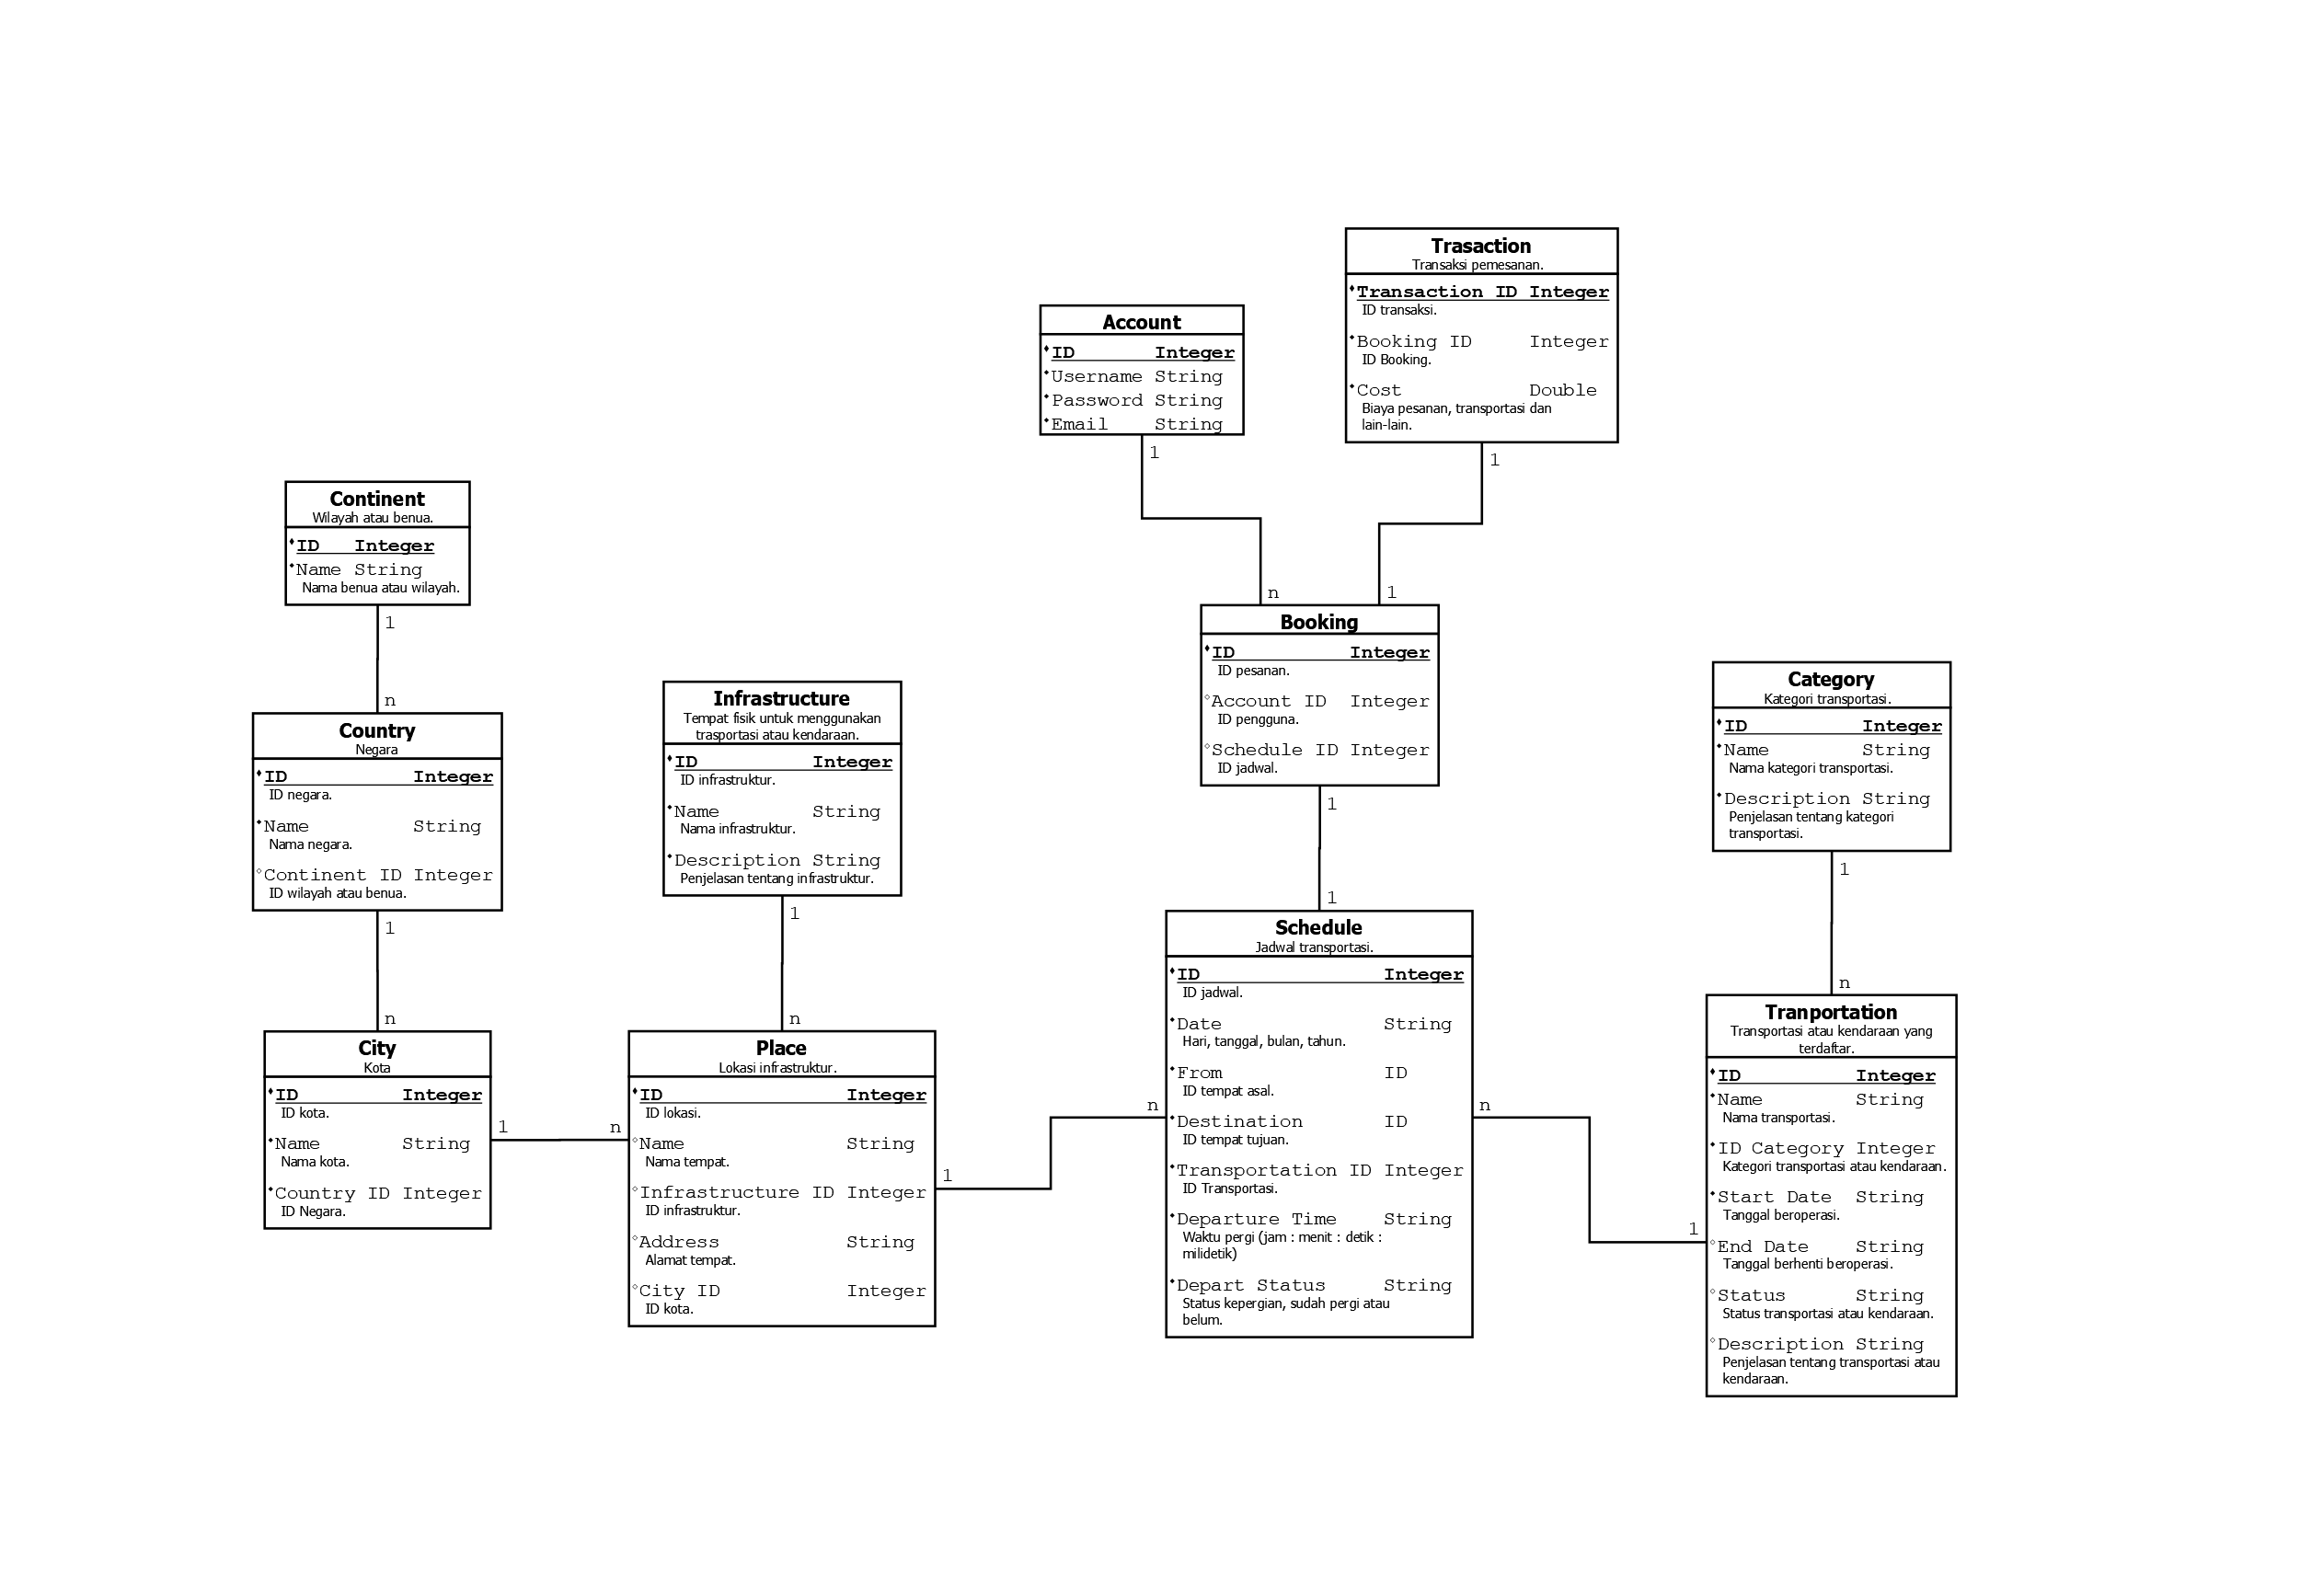 Trasaction
Transaksi pemesanan.
Transaction ID Integer
ID transaksi.
Booking ID Integer
ID Booking.
Cost Double
Biaya pesanan, transportasi dan
lain-lain.
1
Account
ID Integer
Username String
Password String
Email String
1
Continent
Wilayah atau benua.
ID Integer
Name String
Nama benua atau wilayah.
1
n
Country
Negara
ID Integer
ID negara.
Name String
Nama negara.
Continent ID Integer
ID wilayah atau benua.
1
n
City
Kota
ID Integer
ID kota.
Name String
Nama kota.
Country ID Integer
ID Negara.
1
n
Infrastructure
Tempat fisik untuk menggunakan
trasportasi atau kendaraan.
ID Integer
ID infrastruktur.
Name String
Nama infrastruktur.
Description String
Penjelasan tentang infrastruktur.
1
n
Place
Lokasi infrastruktur.
ID Integer
ID lokasi.
Name String
Nama tempat.
Infrastructure ID Integer
ID infrastruktur.
Address String
Alamat tempat.
City ID Integer
ID kota.
1
n
n
1
Booking
ID Integer
ID pesanan.
Account ID Integer
ID pengguna.
Schedule ID Integer
ID jadwal.
1
1
Schedule
Jadwal transportasi.
ID Integer
ID jadwal.
Date String
Hari, tanggal, bulan, tahun.
From ID
ID tempat asal.
Destination ID
ID tempat tujuan.
Transportation ID Integer
ID Transportasi.
Departure Time String
Waktu pergi (jam : menit : detik :
milidetik)
Depart Status String
Status kepergian, sudah pergi atau
belum.
n
1
Category
Kategori transportasi.
ID Integer
Name String
Nama kategori transportasi.
Description String
Penjelasan tentang kategori
transportasi.
1
n
Tranportation
Transportasi atau kendaraan yang
terdaftar.
ID Integer
Name String
Nama transportasi.
ID Category Integer
Kategori transportasi atau kendaraan.
Start Date String
Tanggal beroperasi.
End Date String
Tanggal berhenti beroperasi.
Status String
Status transportasi atau kendaraan.
Description String
Penjelasan tentang transportasi atau
kendaraan.